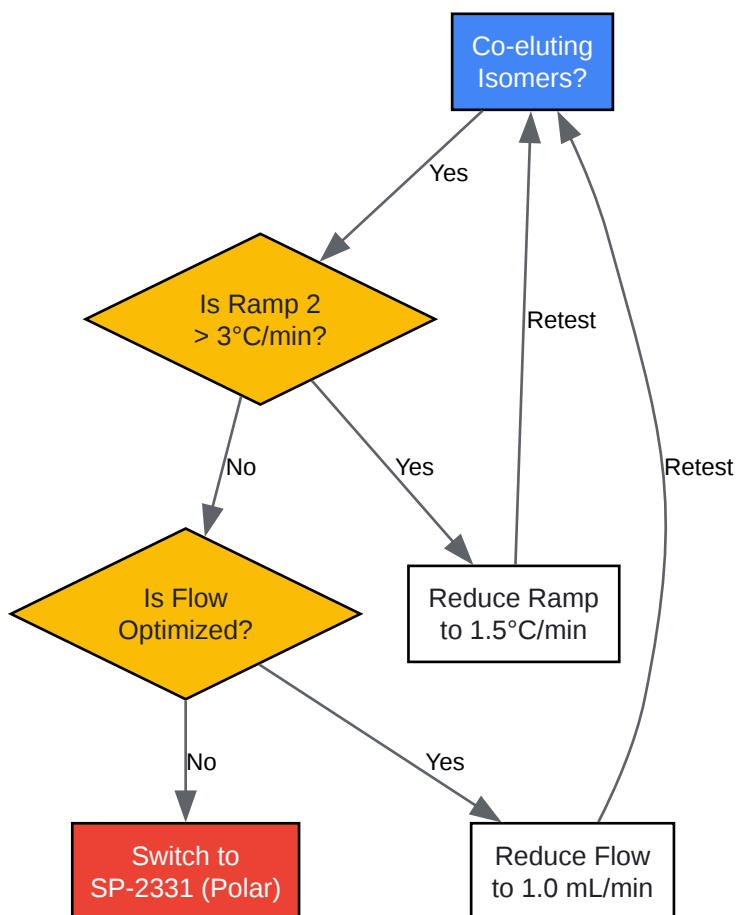 Co-eluting
Isomers?
Yes
Is Ramp 2
> 3°C/min?
Retest
No
Yes
Retest
Is Flow
Optimized?
Reduce Ramp
to 1.5°C/min
No
Yes
Switch to
SP-2331 (Polar)
Reduce Flow
to 1.0 mL/min